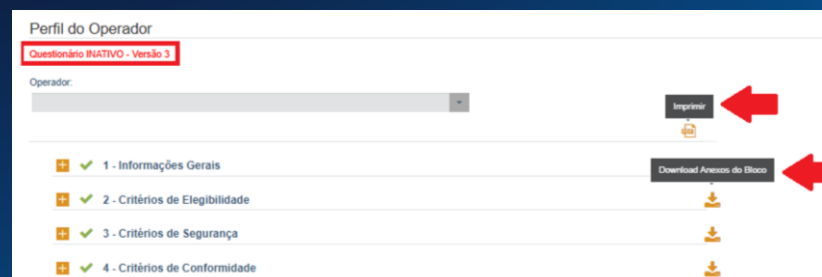 Perfil do Operador
Questionário INATIVO - Versão 3
Operador:
Imprimir
1 - Informações Gerais
Download Anexos do Bloco
2 - Critérios de Elegibilidade
3 - Critérios de Segurança
4 - Critérios de Conformidade